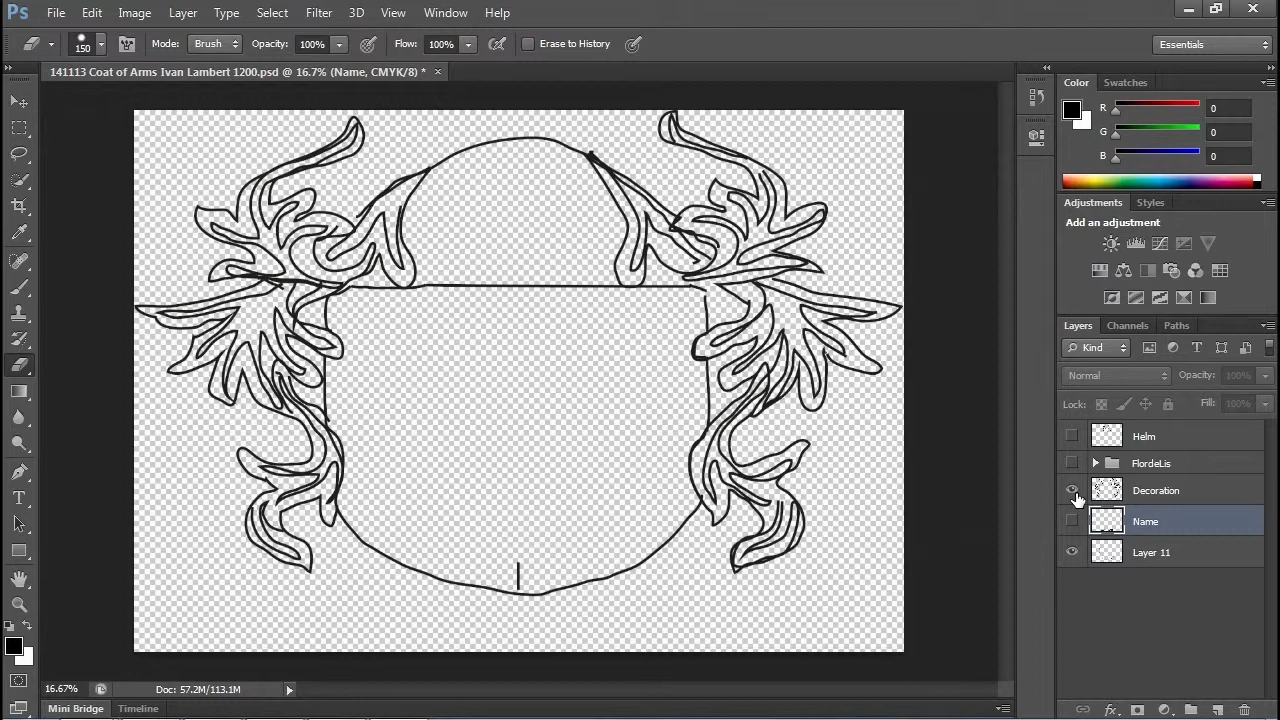 Ps File Edit Image Layer Type Select Filter 3D View Window Help
150 Mode: Brush Opacity: 100% Flow: 100% Erase to History Essentials
141113 Coat of Arms Ivan Lambert 1200.psd @ 16.7% (Name, CMYK/8) *
Color Swatches
R 0
G 0
B 0
Adjustments Styles
Add an adjustment
Layers Channels Paths
Kind
Normal Opacity: 100%
Lock: Fill: 100%
Helm
FlordeLis
Decoration
Name
Layer 11
16.67% Doc: 57.2M/113.1M
Mini Bridge Timeline